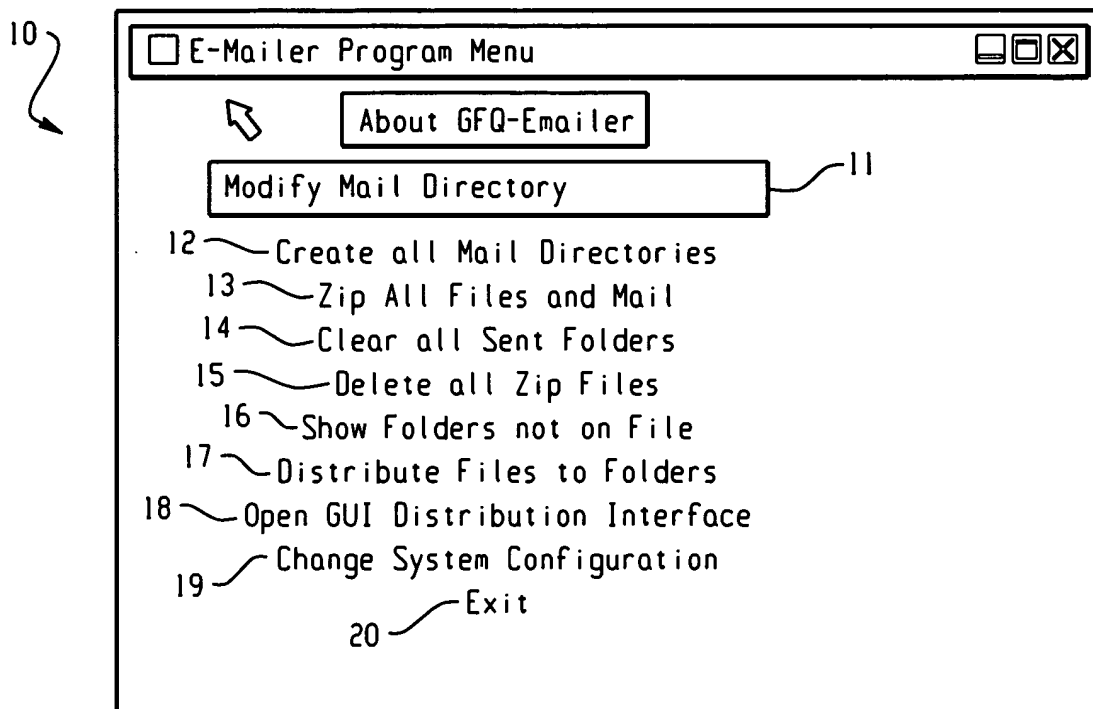 10
E-Mailer Program Menu
About GFQ-Emailer
Modify Mail Directory 11
12 Create all Mail Directories
13 Zip All Files and Mail
14 Clear all Sent Folders
15 Delete all Zip Files
16 Show Folders not on File
17 Distribute Files to Folders
18 Open GUI Distribution Interface
19 Change System Configuration
20 Exit